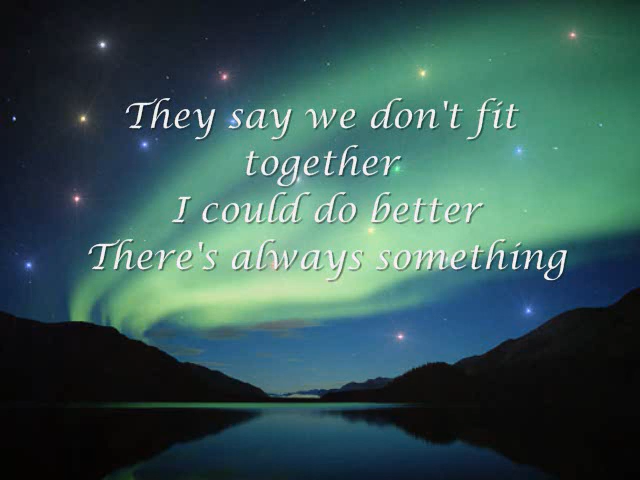 They say we don't fit
together
I could do better
There's always something